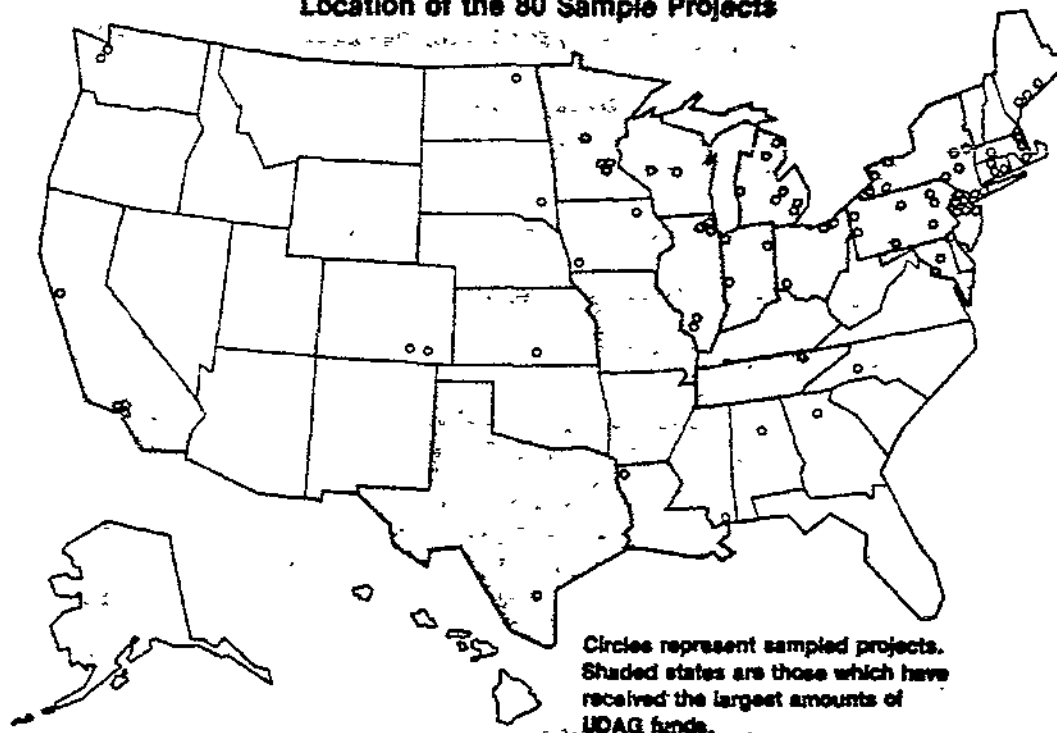 Location of the 80 Sample Projects
Circles represent sampled projects.
Shaded states are those which have
received the largest amounts of
UDAG funds.